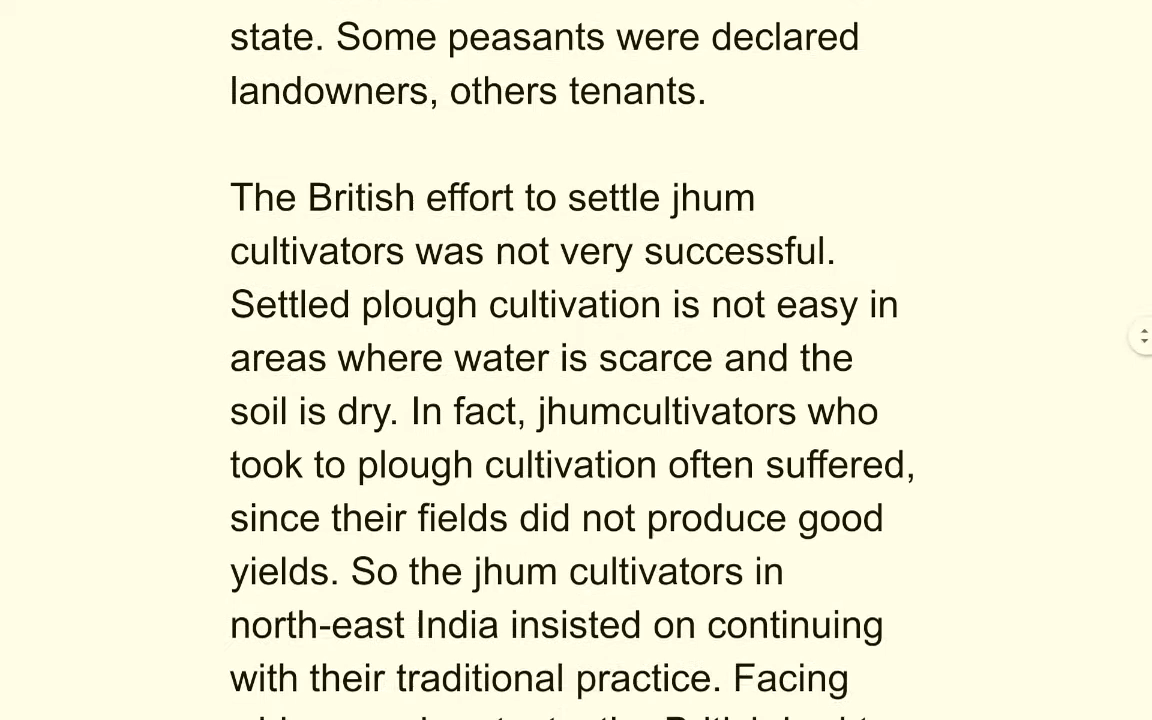 state. Some peasants were declared
landowners, others tenants.
The British effort to settle jhum
cultivators was not very successful.
Settled plough cultivation is not easy in
areas where water is scarce and the
soil is dry. In fact, jhumcultivators who
took to plough cultivation often suffered,
since their fields did not produce good
yields. So the jhum cultivators in
north-east India insisted on continuing
with their traditional practice. Facing